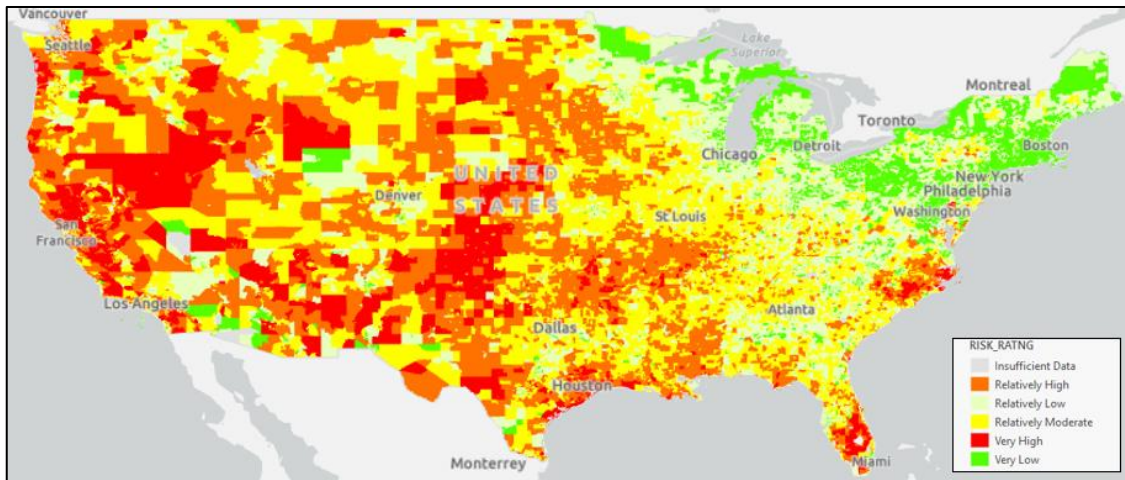 Vancouver
Seattle
Lake
Superior
Montreal
Toronto
Boston
Chicago
Detroit
New York
Philadelphia
UNITED
STATES
Denver
St Louis
Washington
San
Francisco
Los Angeles
Atlanta
Dallas
Houston
Miami
Monterrey
RISK_RATNG
Insufficient Data
Relatively High
Relatively Low
Relatively Moderate
Very High
Very Low